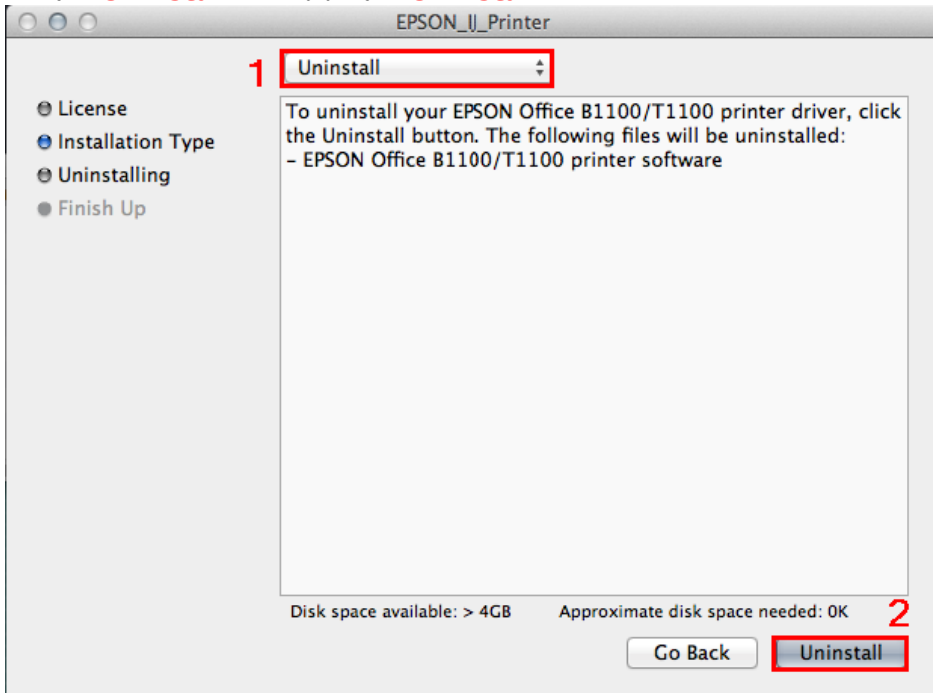 EPSON_IJ_Printer
1
Uninstall
License
Installation Type
Uninstalling
Finish Up
To uninstall your EPSON Office B1100/T1100 printer driver, click
the Uninstall button. The following files will be uninstalled:
– EPSON Office B1100/T1100 printer software
Disk space available: > 4GB Approximate disk space needed: 0K
2
Go Back Uninstall